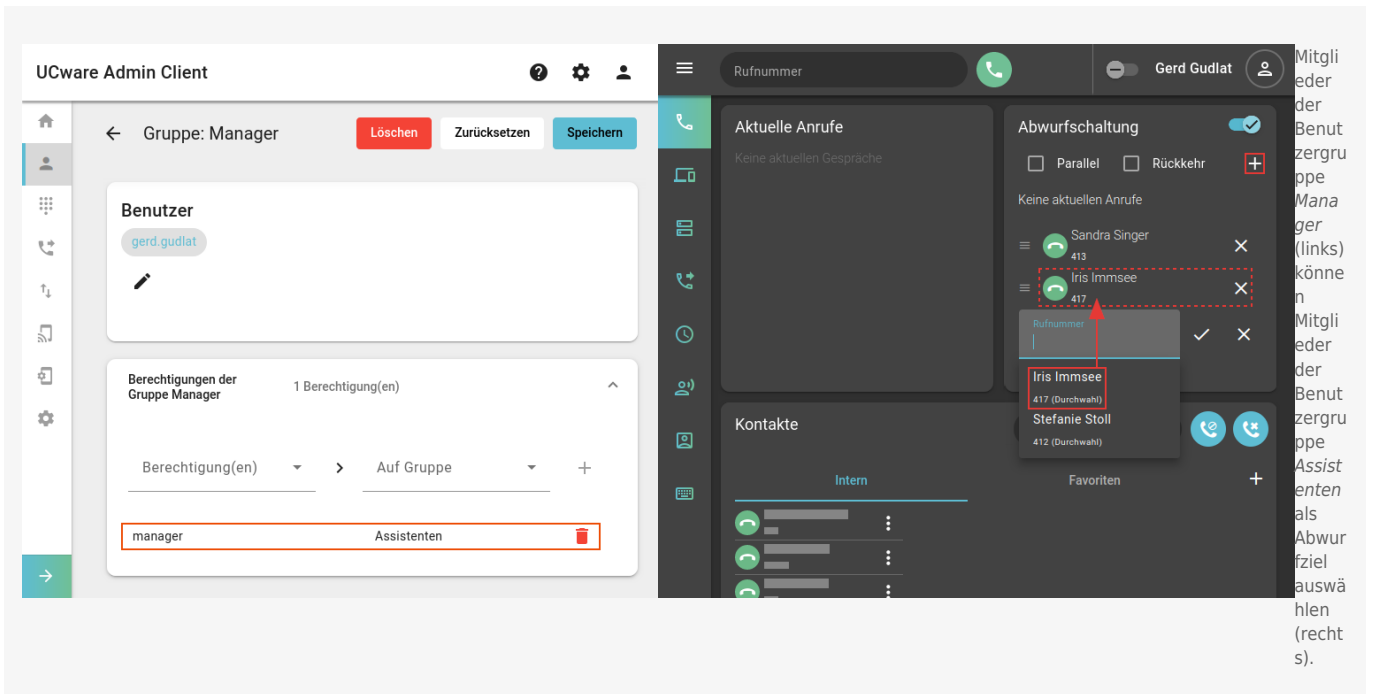 UCware Admin Client
Gruppe: Manager
Löschen
Zurücksetzen
Speichern
Benutzer
gerd.gudlat
Berechtigungen der
Gruppe Manager
1 Berechtigung(en)
Berechtigung(en)
Auf Gruppe
manager
Assistenten
Rufnummer
Gerd Gudlat
Aktuelle Anrufe
Keine aktuellen Gespräche
Abwurfschaltung
Parallel
Rückkehr
Keine aktuellen Anrufe
Sandra Singer
413
Iris Immsee
417
Rufnummer
Iris Immsee
417 (Durchwahl)
Stefanie Stoll
412 (Durchwahl)
Kontakte
Intern
Favoriten
Mitgli
eder
der
Benut
zergru
ppe
Mana
ger
(links)
könne
n
Mitgli
eder
der
Benut
zergru
ppe
Assist
enten
als
Abwur
fziel
auswä
hlen
(recht
s).